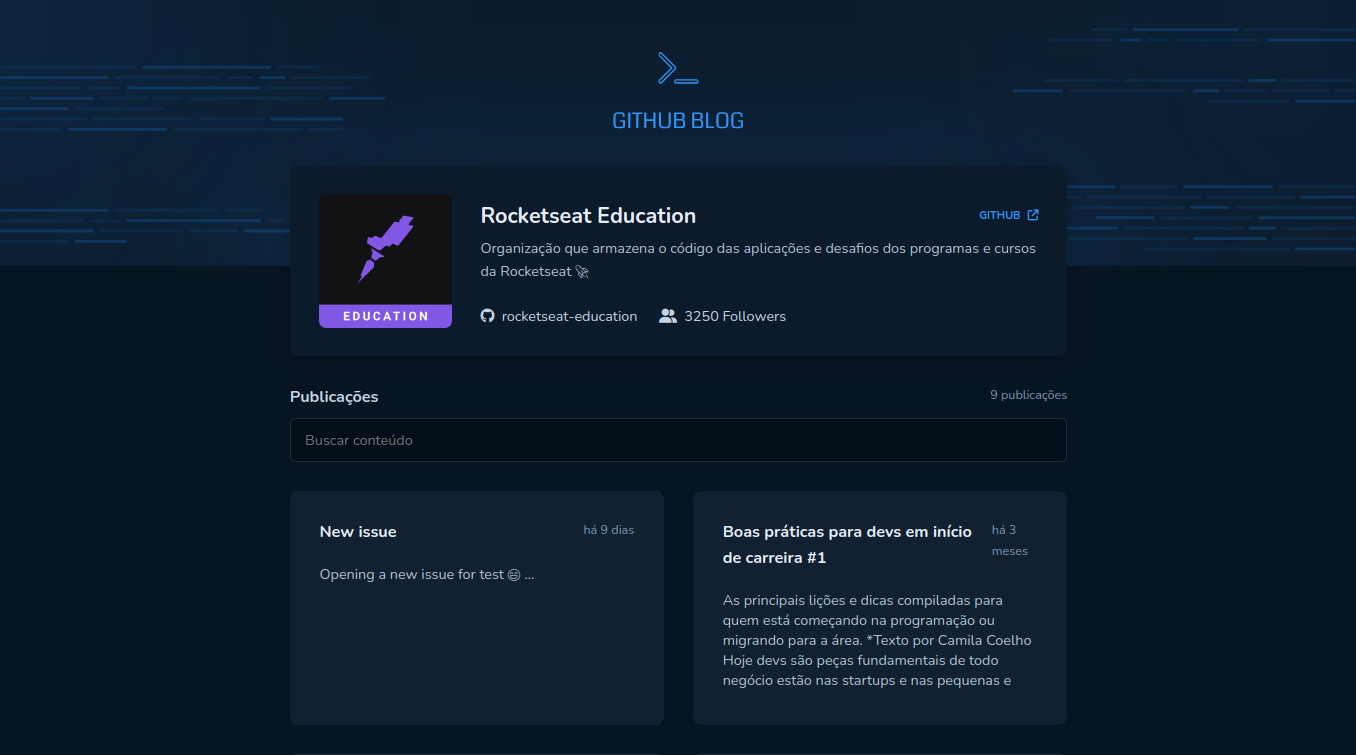 GITHUB BLOG
EDUCATION
Rocketseat Education
GITHUB
Organização que armazena o código das aplicações e desafios dos programas e cursos
da Rocketseat 🚀
rocketseat-education
3250 Followers
Publicações
9 publicações
Buscar conteúdo
New issue
há 9 dias
Opening a new issue for test 😄 ...
Boas práticas para devs em início
de carreira #1
há 3
meses
As principais lições e dicas compiladas para
quem está começando na programação ou
migrando para a área. *Texto por Camila Coelho
Hoje devs são peças fundamentais de todo
negócio estão nas startups e nas pequenas e